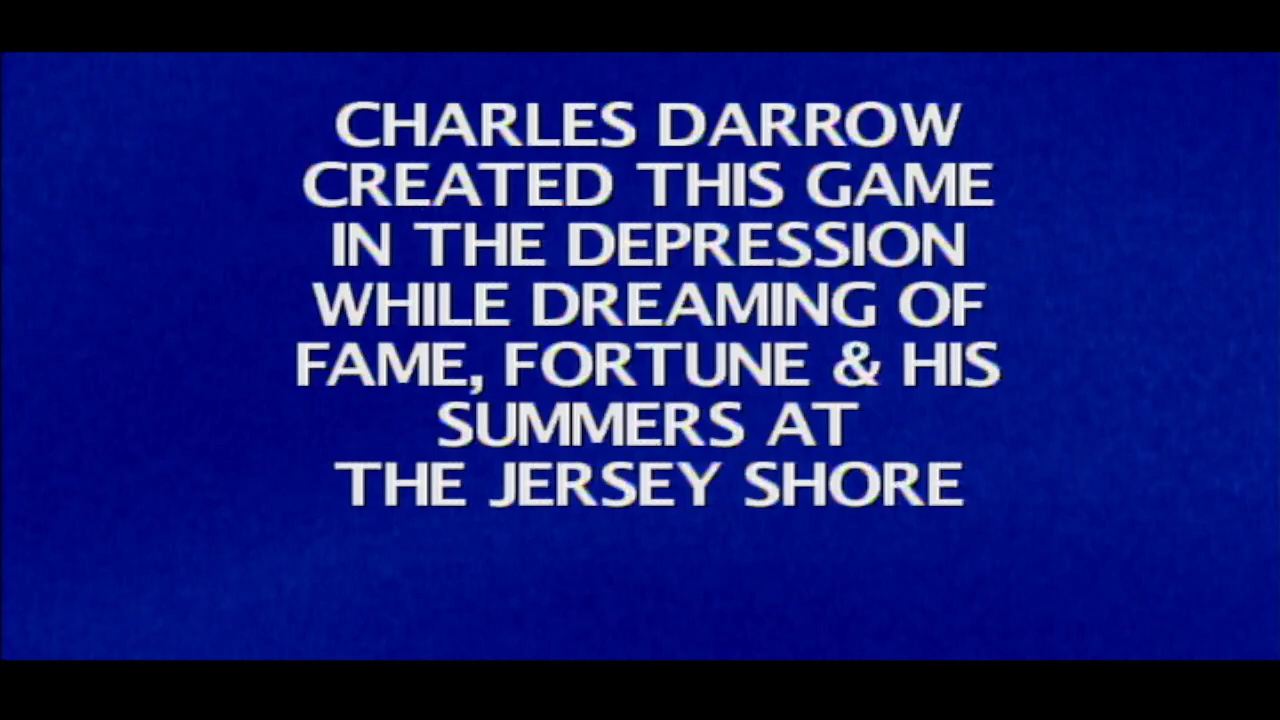 CHARLES DARROW
CREATED THIS GAME
IN THE DEPRESSION
WHILE DREAMING OF
FAME, FORTUNE & HIS
SUMMERS AT
THE JERSEY SHORE